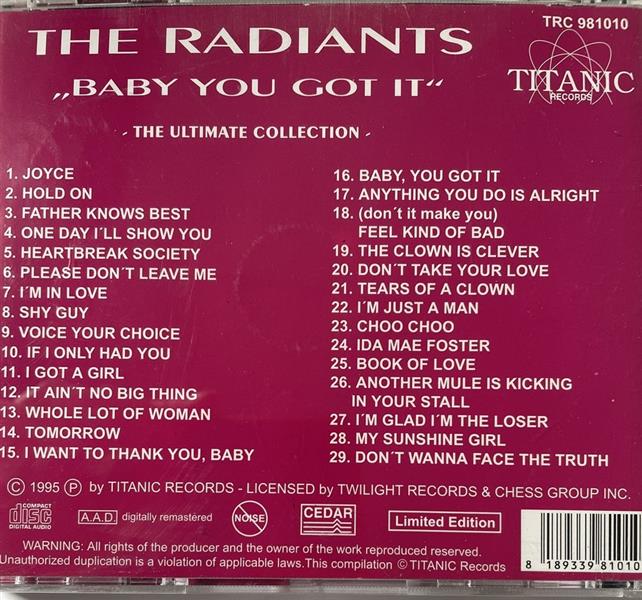 TRC 981010
THE RADIANTS
„BABY YOU GOT IT“
TITANIC
RECORDS
- THE ULTIMATE COLLECTION -
1. JOYCE
2. HOLD ON
3. FATHER KNOWS BEST
4. ONE DAY I´LL SHOW YOU
5. HEARTBREAK SOCIETY
6. PLEASE DON´T LEAVE ME
7. I´M IN LOVE
8. SHY GUY
9. VOICE YOUR CHOICE
10. IF I ONLY HAD YOU
11. I GOT A GIRL
12. IT AIN´T NO BIG THING
13. WHOLE LOT OF WOMAN
14. TOMORROW
15. I WANT TO THANK YOU, BABY
16. BABY, YOU GOT IT
17. ANYTHING YOU DO IS ALRIGHT
18. (don´t it make you)
FEEL KIND OF BAD
19. THE CLOWN IS CLEVER
20. DON´T TAKE YOUR LOVE
21. TEARS OF A CLOWN
22. I´M JUST A MAN
23. CHOO CHOO
24. IDA MAE FOSTER
25. BOOK OF LOVE
26. ANOTHER MULE IS KICKING
IN YOUR STALL
27. I´M GLAD I´M THE LOSER
28. MY SUNSHINE GIRL
29. DON´T WANNA FACE THE TRUTH
Ⓒ 1995 Ⓟ by TITANIC RECORDS - LICENSED by TWILIGHT RECORDS & CHESS GROUP INC.
COMPACT
disc
DIGITAL AUDIO
A.A.D. digitally remastered
NOISE
CEDAR
Limited Edition
WARNING: All rights of the producer and the owner of the work reproduced reserved.
Unauthorized duplication is a violation of applicable laws.This compilation © TITANIC Records
8 189339 81010